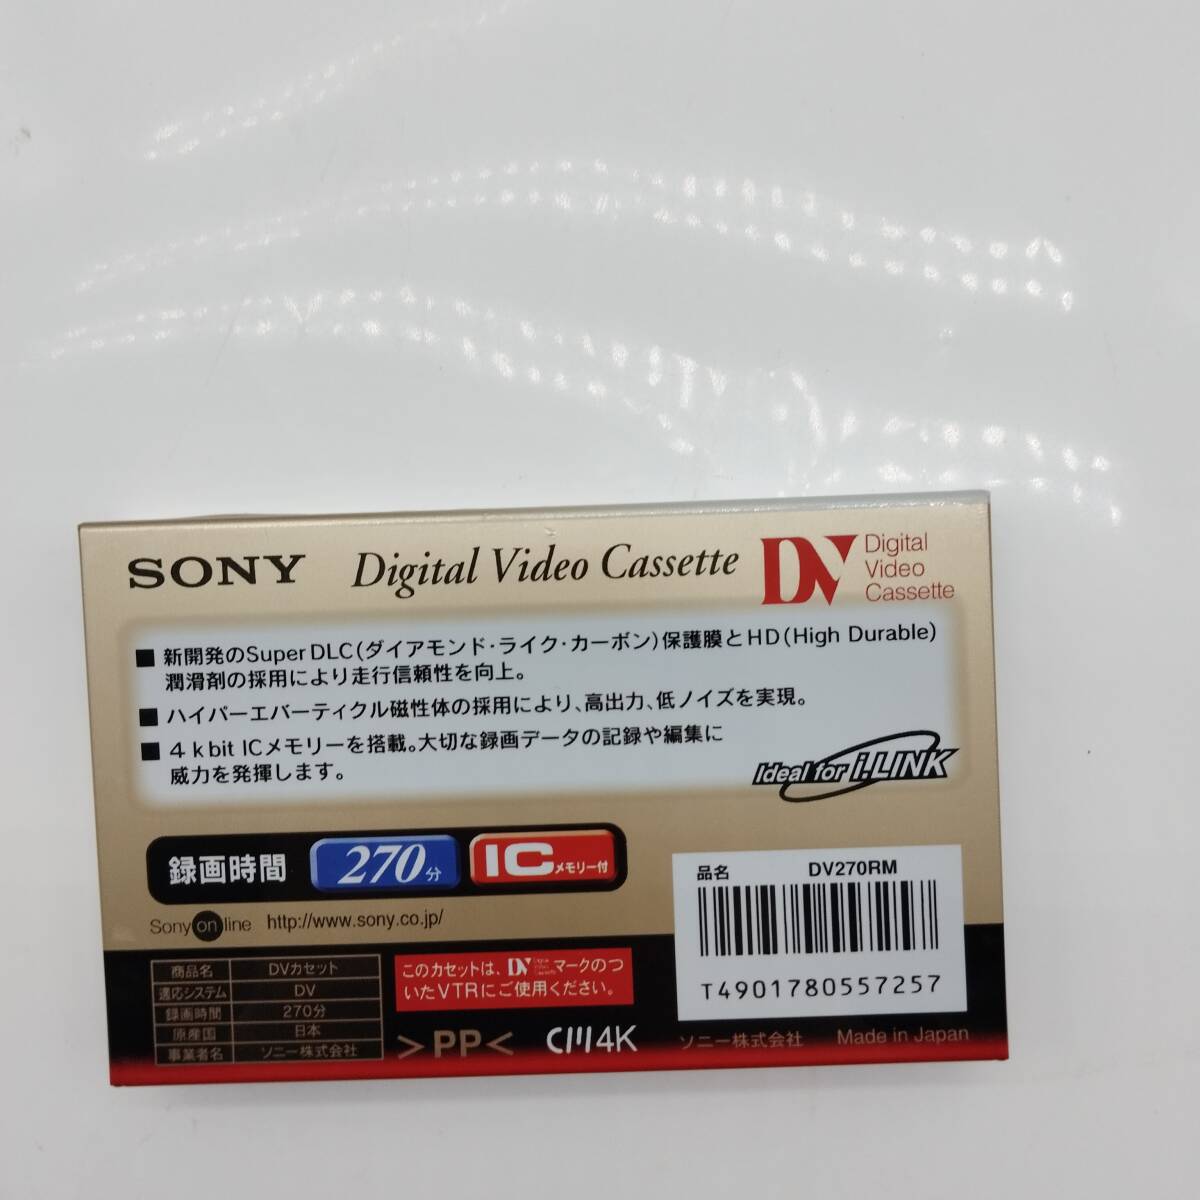 SONY
Digital Video Cassette
DV
Digital
Video
Cassette
■ 新開発のSuper DLC(ダイアモンド・ライク・カーボン)保護膜とHD(High Durable)
潤滑剤の採用により走行信頼性を向上。
■ ハイパーエバーティクル磁性体の採用により、高出力、低ノイズを実現。
■ 4 kbit ICメモリーを搭載。大切な録画データの記録や編集に
威力を発揮します。
Ideal for i.LINK
録画時間 270分 ICメモリー付
Sony on line http://www.sony.co.jp/
品名 DV270RM
T4901780557257
商品名 DVカセット
適応システム DV
録画時間 270分
原産国 日本
事業者名 ソニー株式会社
このカセットは、DV Digital Video Cassette マークのつ
いたVTRにご使用ください。
>PP< C𝘐𝘐𝘐4K
ソニー株式会社 Made in Japan